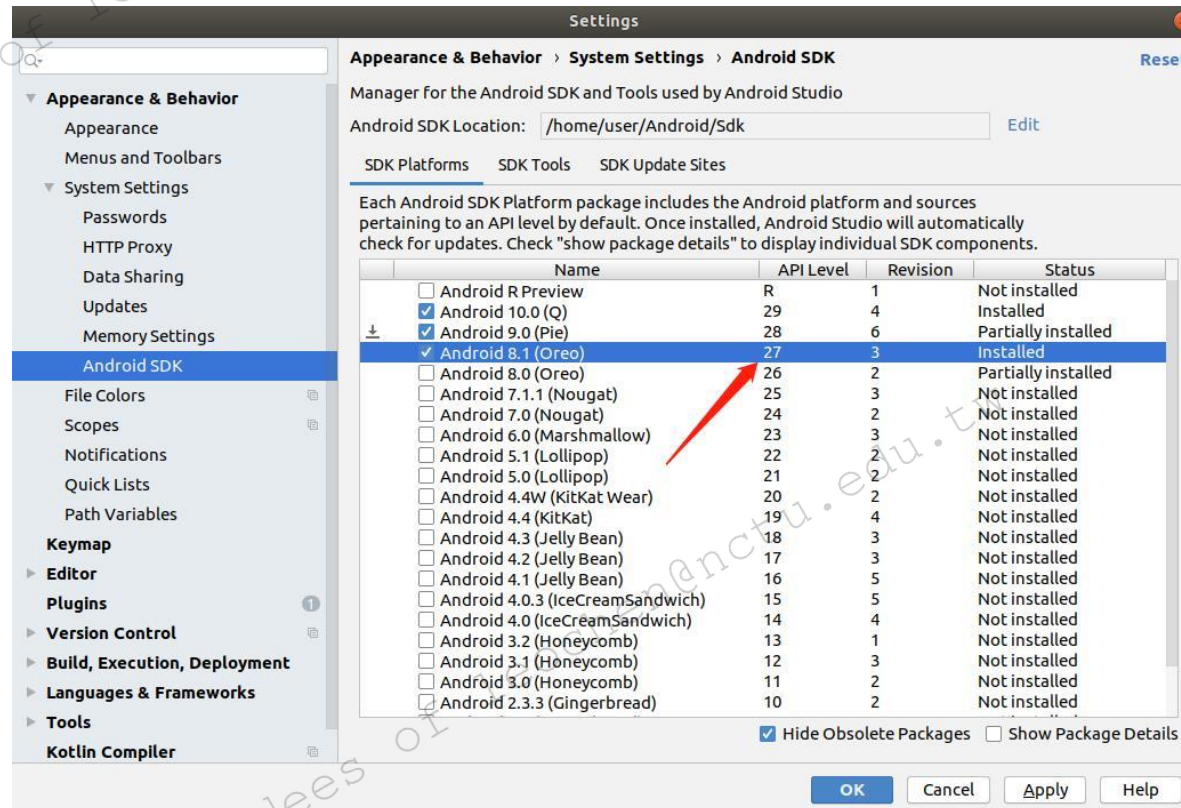 Settings
Appearance & Behavior › System Settings › Android SDK
Reset
Manager for the Android SDK and Tools used by Android Studio
Android SDK Location: /home/user/Android/Sdk Edit
SDK Platforms SDK Tools SDK Update Sites
Each Android SDK Platform package includes the Android platform and sources
pertaining to an API level by default. Once installed, Android Studio will automatically
check for updates. Check "show package details" to display individual SDK components.
Name API Level Revision Status
Android R Preview R 1 Not installed
Android 10.0 (Q) 29 4 Installed
Android 9.0 (Pie) 28 6 Partially installed
Android 8.1 (Oreo) 27 3 Installed
Android 8.0 (Oreo) 26 2 Partially installed
Android 7.1.1 (Nougat) 25 3 Not installed
Android 7.0 (Nougat) 24 2 Not installed
Android 6.0 (Marshmallow) 23 3 Not installed
Android 5.1 (Lollipop) 22 2 Not installed
Android 5.0 (Lollipop) 21 2 Not installed
Android 4.4W (KitKat Wear) 20 2 Not installed
Android 4.4 (KitKat) 19 4 Not installed
Android 4.3 (Jelly Bean) 18 3 Not installed
Android 4.2 (Jelly Bean) 17 3 Not installed
Android 4.1 (Jelly Bean) 16 5 Not installed
Android 4.0.3 (IceCreamSandwich) 15 5 Not installed
Android 4.0 (IceCreamSandwich) 14 4 Not installed
Android 3.2 (Honeycomb) 13 1 Not installed
Android 3.1 (Honeycomb) 12 3 Not installed
Android 3.0 (Honeycomb) 11 2 Not installed
Android 2.3.3 (Gingerbread) 10 2 Not installed
Hide Obsolete Packages Show Package Details
Appearance & Behavior
Appearance
Menus and Toolbars
System Settings
Passwords
HTTP Proxy
Data Sharing
Updates
Memory Settings
Android SDK
File Colors
Scopes
Notifications
Quick Lists
Path Variables
Keymap
Editor
Plugins 1
Version Control
Build, Execution, Deployment
Languages & Frameworks
Tools
Kotlin Compiler
OK Cancel Apply Help
of leochen@nctu.edu.tw